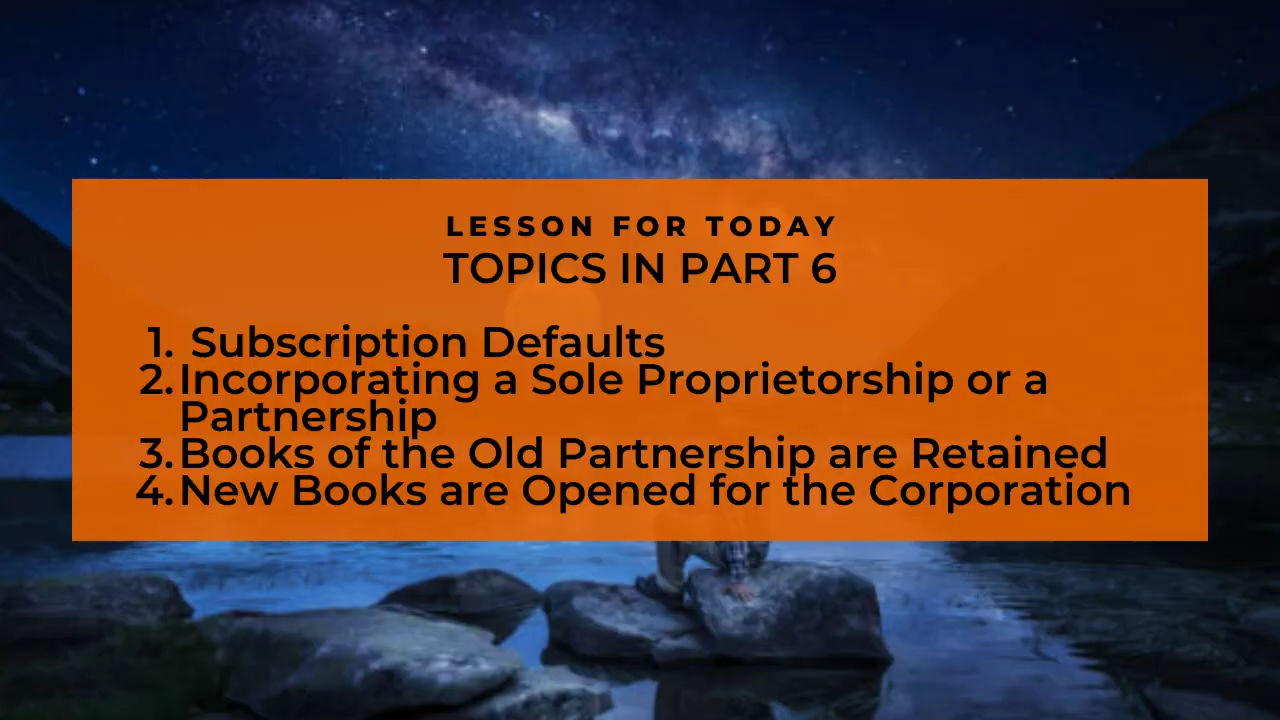 LESSON FOR TODAY
TOPICS IN PART 6
1. Subscription Defaults
2. Incorporating a Sole Proprietorship or a
Partnership
3. Books of the Old Partnership are Retained
4. New Books are Opened for the Corporation